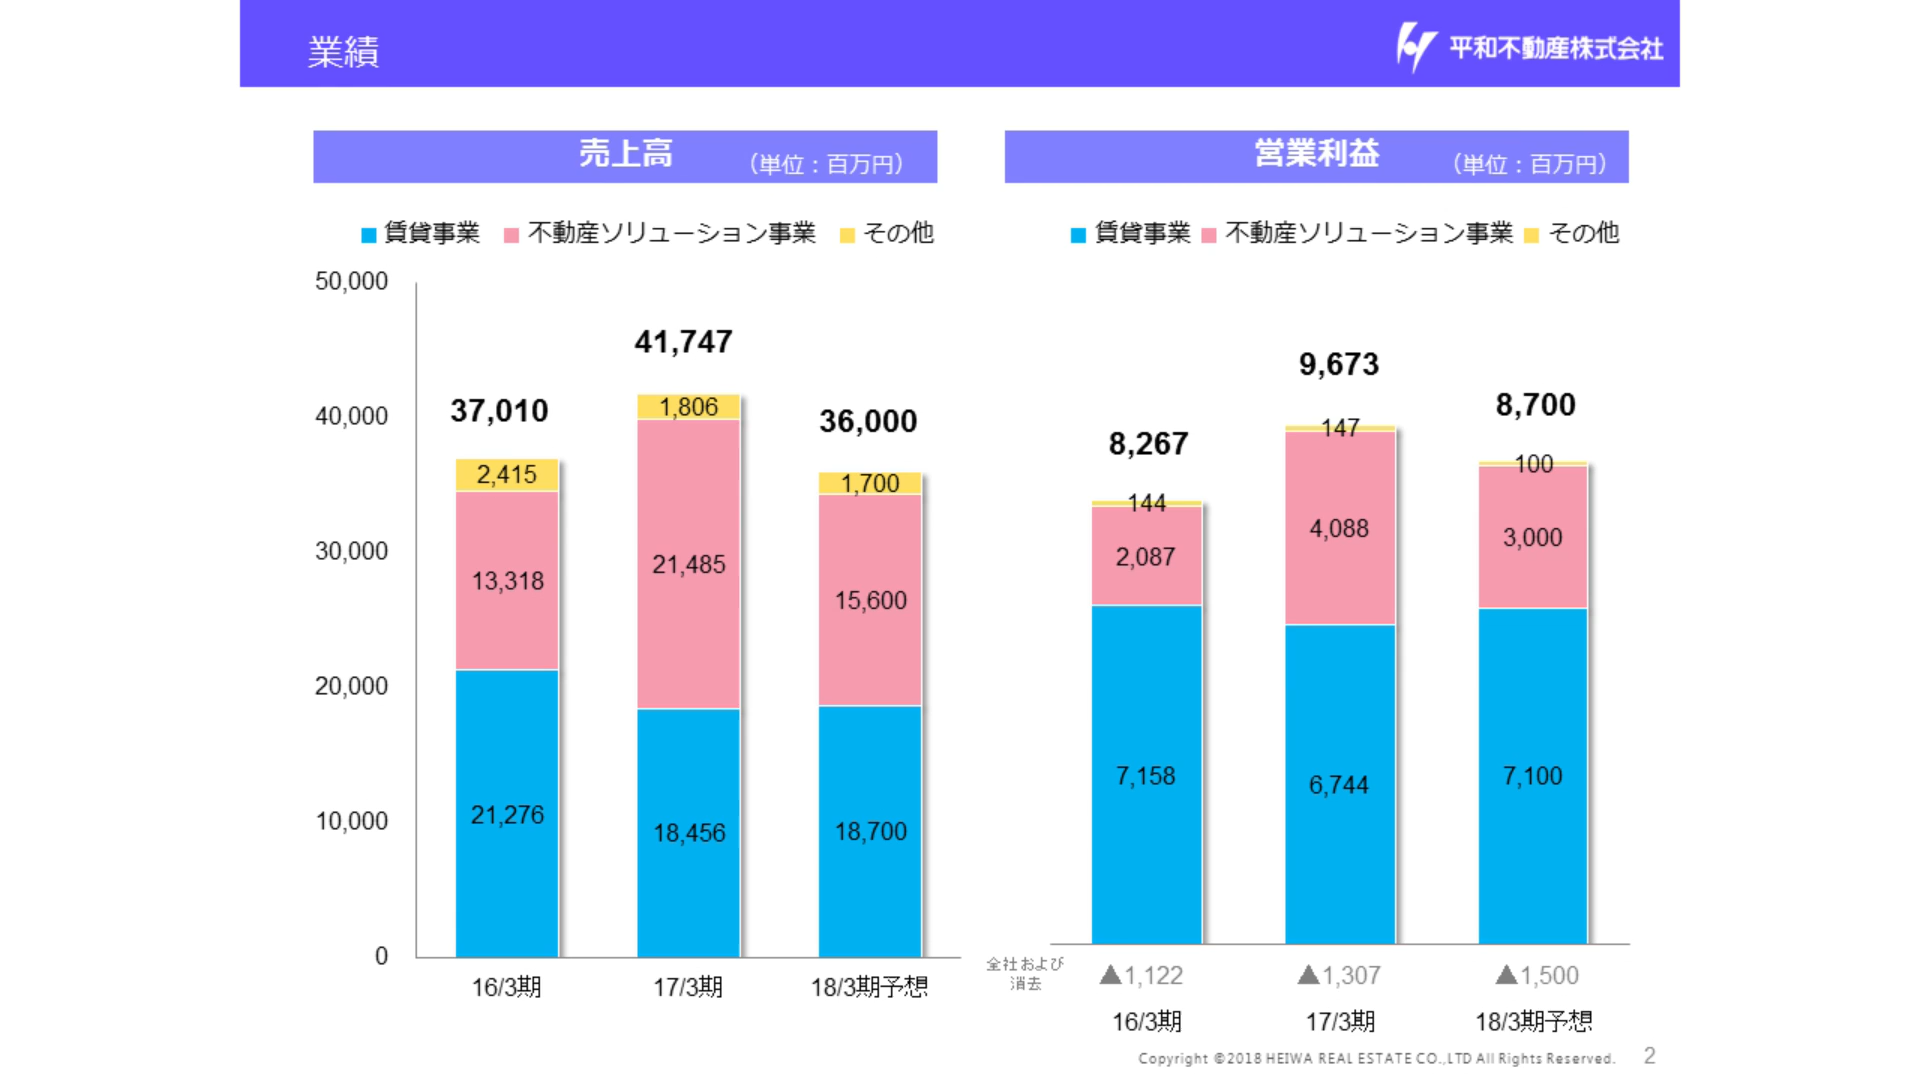 業績
平和不動産株式会社
売上高 （単位：百万円）
営業利益 （単位：百万円）
賃貸事業 不動産ソリューション事業 その他
50,000
40,000
30,000
20,000
10,000
0
37,010
2,415
13,318
21,276
41,747
1,806
21,485
18,456
36,000
1,700
15,600
18,700
16/3期 17/3期 18/3期予想
賃貸事業 不動産ソリューション事業 その他
8,267
144
2,087
7,158
9,673
147
4,088
6,744
8,700
100
3,000
7,100
全社および
消去
▲1,122 ▲1,307 ▲1,500
16/3期 17/3期 18/3期予想
Copyright ©2018 HEIWA REAL ESTATE CO.,LTD All Rights Reserved. 2